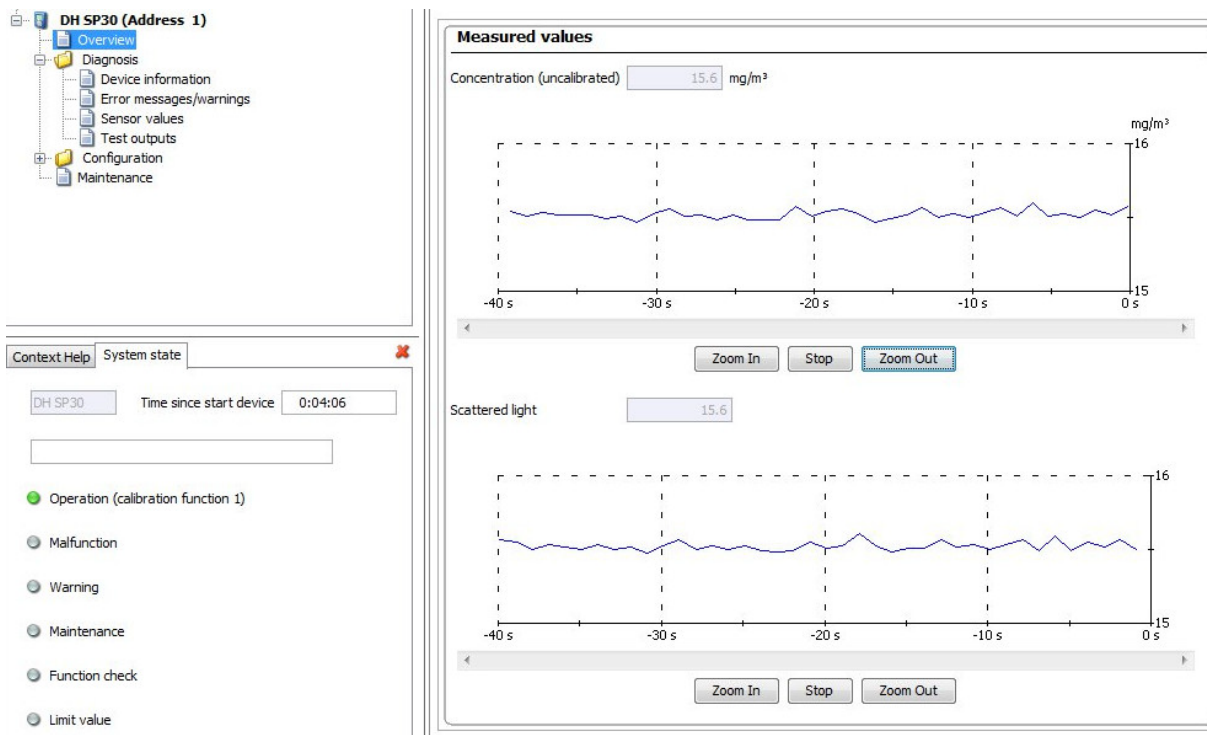 DH SP30 (Address 1)
Overview
Diagnosis
Device information
Error messages/warnings
Sensor values
Test outputs
Configuration
Maintenance
Context Help
System state
DH SP30
Time since start device
0:04:06
Operation (calibration function 1)
Malfunction
Warning
Maintenance
Function check
Limit value
Measured values
Concentration (uncalibrated) 15.6 mg/m³
mg/m³
16
15
-40 s -30 s -20 s -10 s 0 s
Zoom In Stop Zoom Out
Scattered light 15.6
16
15
-40 s -30 s -20 s -10 s 0 s
Zoom In Stop Zoom Out